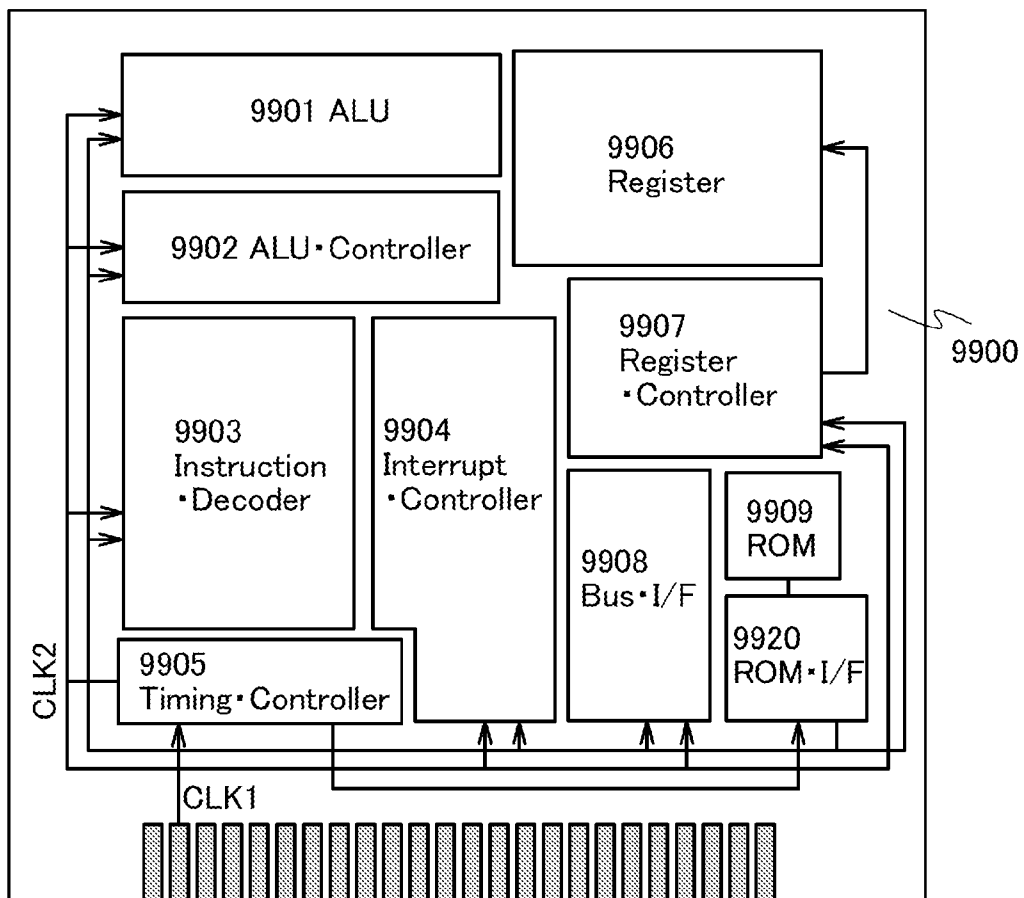 9901 ALU
9906
Register
9902 ALU・Controller
9907
Register
・Controller
9900
9903
Instruction
・Decoder
9904
Interrupt
・Controller
9909
ROM
9908
Bus・I/F
9920
ROM・I/F
9905
Timing・Controller
CLK2
CLK1